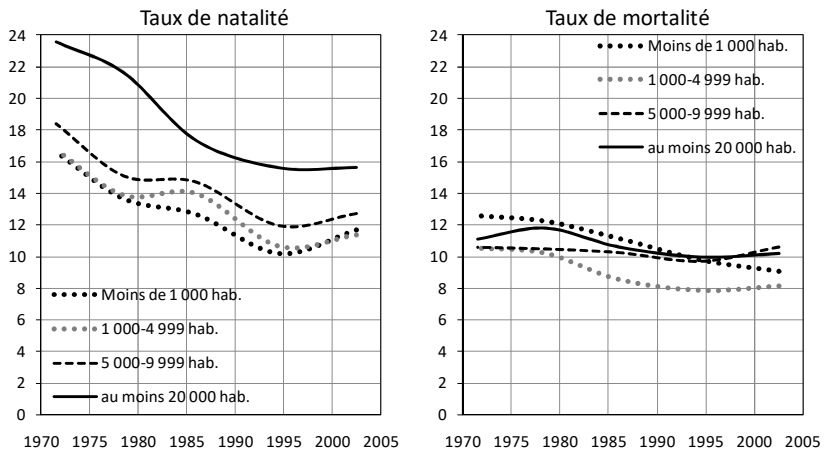 Taux de natalité
24
22
20
18
16
14
12
10
8
6
4
2
0
Moins de 1 000 hab.
1 000-4 999 hab.
5 000-9 999 hab.
au moins 20 000 hab.
1970 1975 1980 1985 1990 1995 2000 2005
Taux de mortalité
24
22
20
18
16
14
12
10
8
6
4
2
0
Moins de 1 000 hab.
1 000-4 999 hab.
5 000-9 999 hab.
au moins 20 000 hab.
1970 1975 1980 1985 1990 1995 2000 2005